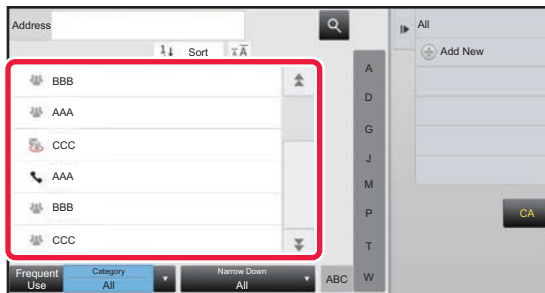 Address
All
Sort
Add New
BBB
AAA
CCC
AAA
BBB
CCC
A
D
G
J
M
P
T
W
CA
Frequent
Use
Category
All
Narrow Down
All
ABC